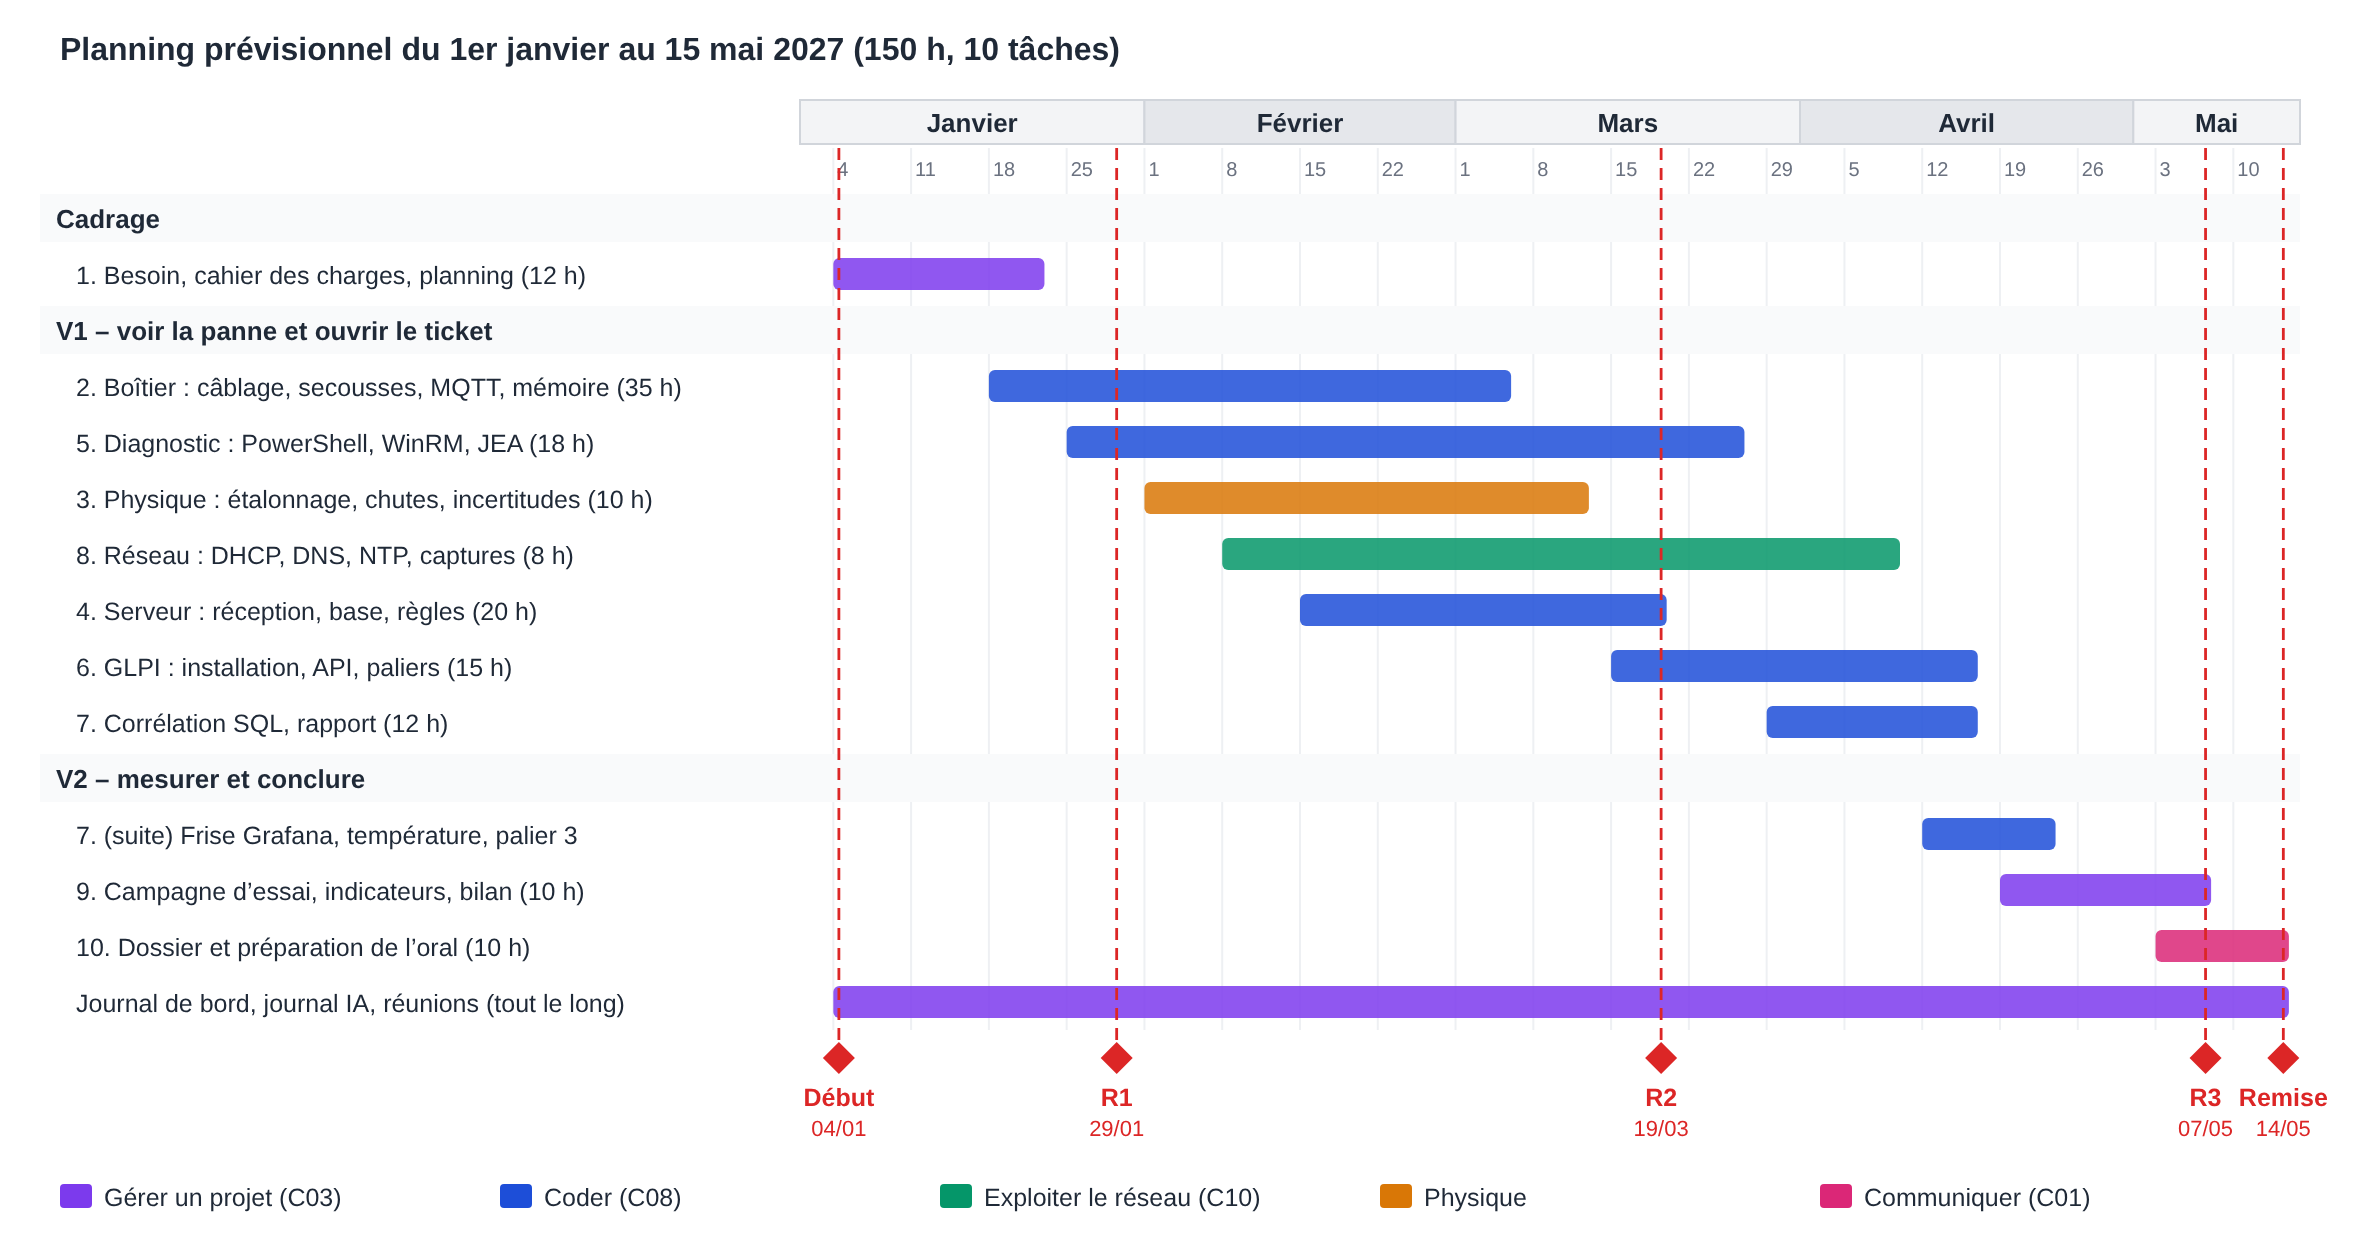 Planning prévisionnel du 1er janvier au 15 mai 2027 (150 h, 10 tâches)
Janvier Février Mars Avril Mai
4 11 18 25 1 8 15 22 1 8 15 22 29 5 12 19 26 3 10
Cadrage
1. Besoin, cahier des charges, planning (12 h)
V1 – voir la panne et ouvrir le ticket
2. Boîtier : câblage, secousses, MQTT, mémoire (35 h)
5. Diagnostic : PowerShell, WinRM, JEA (18 h)
3. Physique : étalonnage, chutes, incertitudes (10 h)
8. Réseau : DHCP, DNS, NTP, captures (8 h)
4. Serveur : réception, base, règles (20 h)
6. GLPI : installation, API, paliers (15 h)
7. Corrélation SQL, rapport (12 h)
V2 – mesurer et conclure
7. (suite) Frise Grafana, température, palier 3
9. Campagne d’essai, indicateurs, bilan (10 h)
10. Dossier et préparation de l’oral (10 h)
Journal de bord, journal IA, réunions (tout le long)
Début R1 R2 R3 Remise
04/01 29/01 19/03 07/05 14/05
Gérer un projet (C03) Coder (C08) Exploiter le réseau (C10) Physique Communiquer (C01)